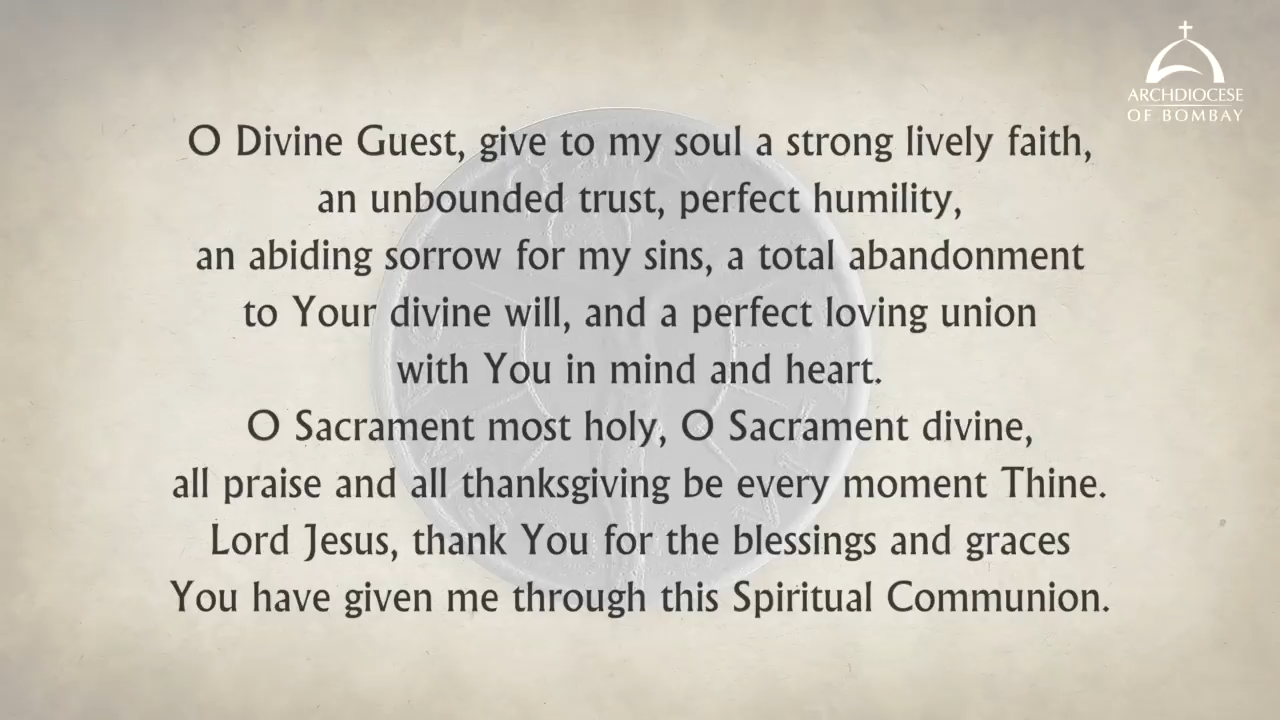 ARCHDIOCESE
OF BOMBAY
O Divine Guest, give to my soul a strong lively faith,
an unbounded trust, perfect humility,
an abiding sorrow for my sins, a total abandonment
to Your divine will, and a perfect loving union
with You in mind and heart.
O Sacrament most holy, O Sacrament divine,
all praise and all thanksgiving be every moment Thine.
Lord Jesus, thank You for the blessings and graces
You have given me through this Spiritual Communion.